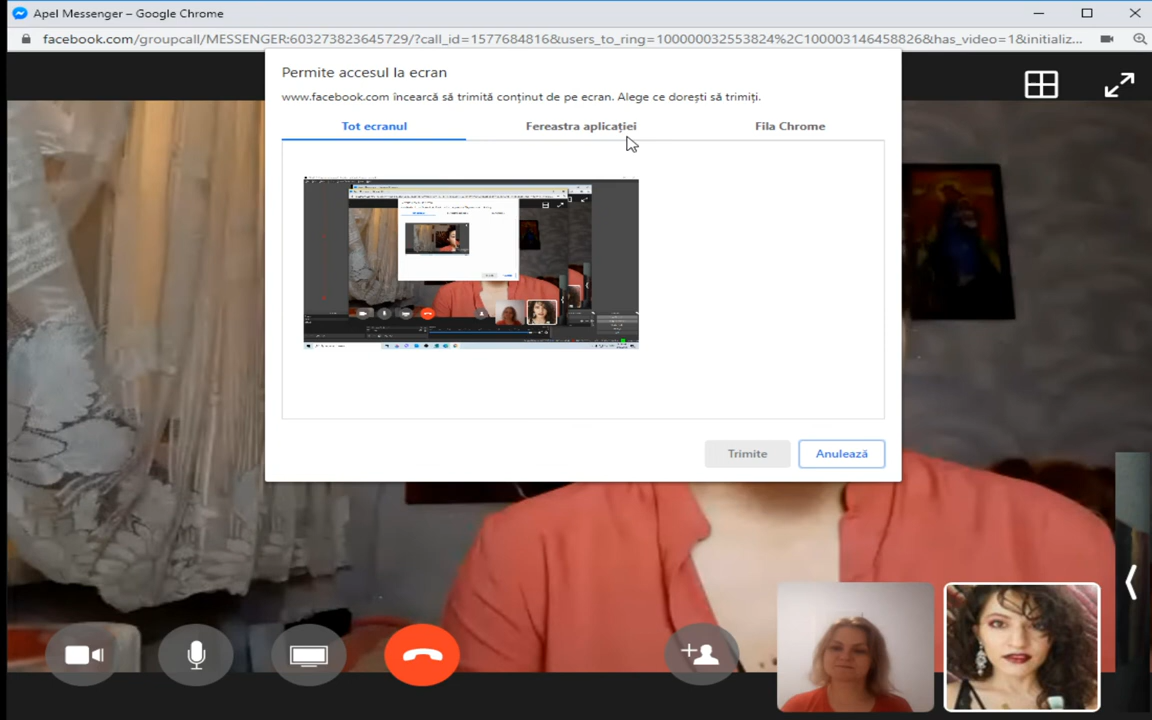 Apel Messenger – Google Chrome
facebook.com/groupcall/MESSENGER:603273823645729/?call_id=1577684816&users_to_ring=100000032553824%2C100003146458826&has_video=1&initializ...
Permite accesul la ecran
www.facebook.com încearcă să trimită conținut de pe ecran. Alege ce dorești să trimiți.
Tot ecranul
Fereastra aplicației
Fila Chrome
Trimite
Anulează